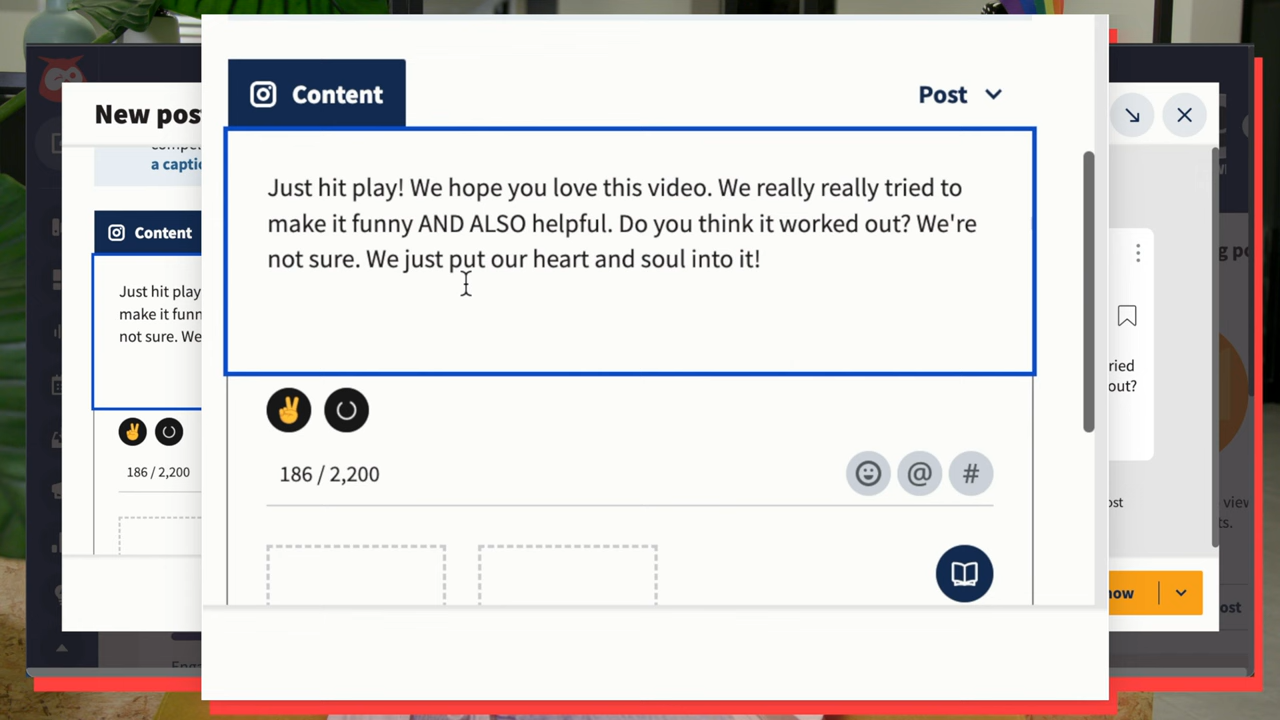 New pos
a captic
Content
Just hit play
make it funn
not sure. We
186 / 2,200
Content
Post
Just hit play! We hope you love this video. We really really tried to
make it funny AND ALSO helpful. Do you think it worked out? We're
not sure. We just put our heart and soul into it!
186 / 2,200
@
#
ried
out?
ost
now
g po
view
ts.
ost